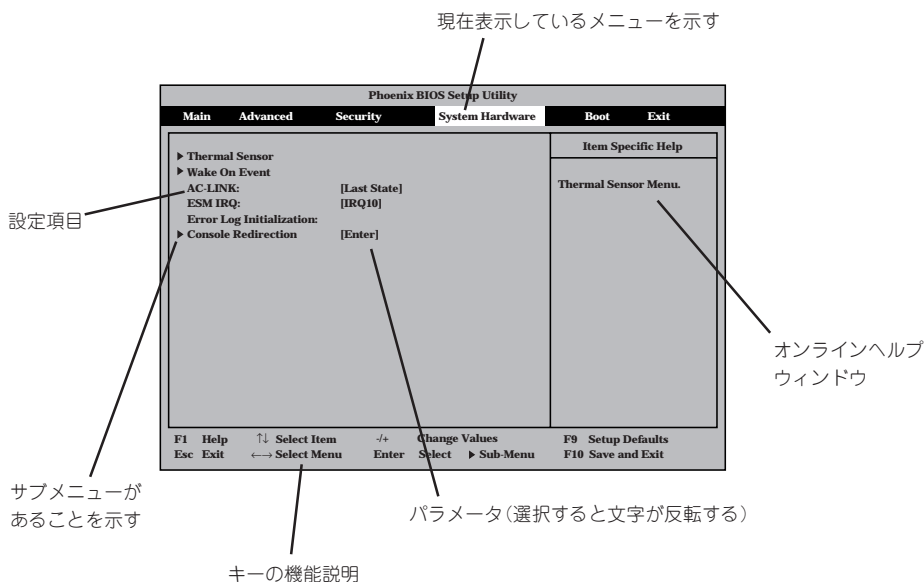 現在表示しているメニューを示す
Phoenix BIOS Setup Utility
Main Advanced Security System Hardware Boot Exit
Item Specific Help
▶ Thermal Sensor
▶ Wake On Event
Thermal Sensor Menu.
AC-LINK: [Last State]
ESM IRQ: [IRQ10]
Error Log Initialization:
▶ Console Redirection [Enter]
設定項目
オンラインヘルプ
ウィンドウ
F1 Help ↑↓ Select Item -/+ Change Values F9 Setup Defaults
Esc Exit ←→ Select Menu Enter Select ▶ Sub-Menu F10 Save and Exit
サブメニューが
あることを示す
パラメータ(選択すると文字が反転する)
キーの機能説明